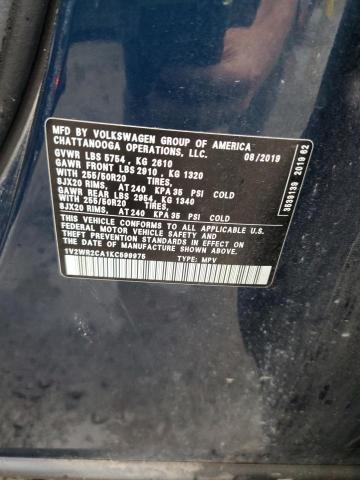 MFD BY VOLKSWAGEN GROUP OF AMERICA
CHATTANOOGA OPERATIONS, LLC. 08/2019
GVWR LBS 5754 , KG 2610
GAWR FRONT LBS 2910 , KG 1320
WITH 255/50R20 TIRES,
8JX20 RIMS, AT 240 KPA 35 PSI COLD
GAWR REAR LBS 2954, KG 1340
WITH 255/50R20 TIRES,
8JX20 RIMS, AT 240 KPA 35 PSI COLD
THIS VEHICLE CONFORMS TO ALL APPLICABLE
FEDERAL MOTOR VEHICLE SAFETY, BUMPER, AND
THEFT PREVENTION STANDARDS IN EFFECT ON THE
DATE OF MANUFACTURE SHOWN ABOVE.
1V2WR2CA1KC599975 TYPE: MPV
3639139 2019 62